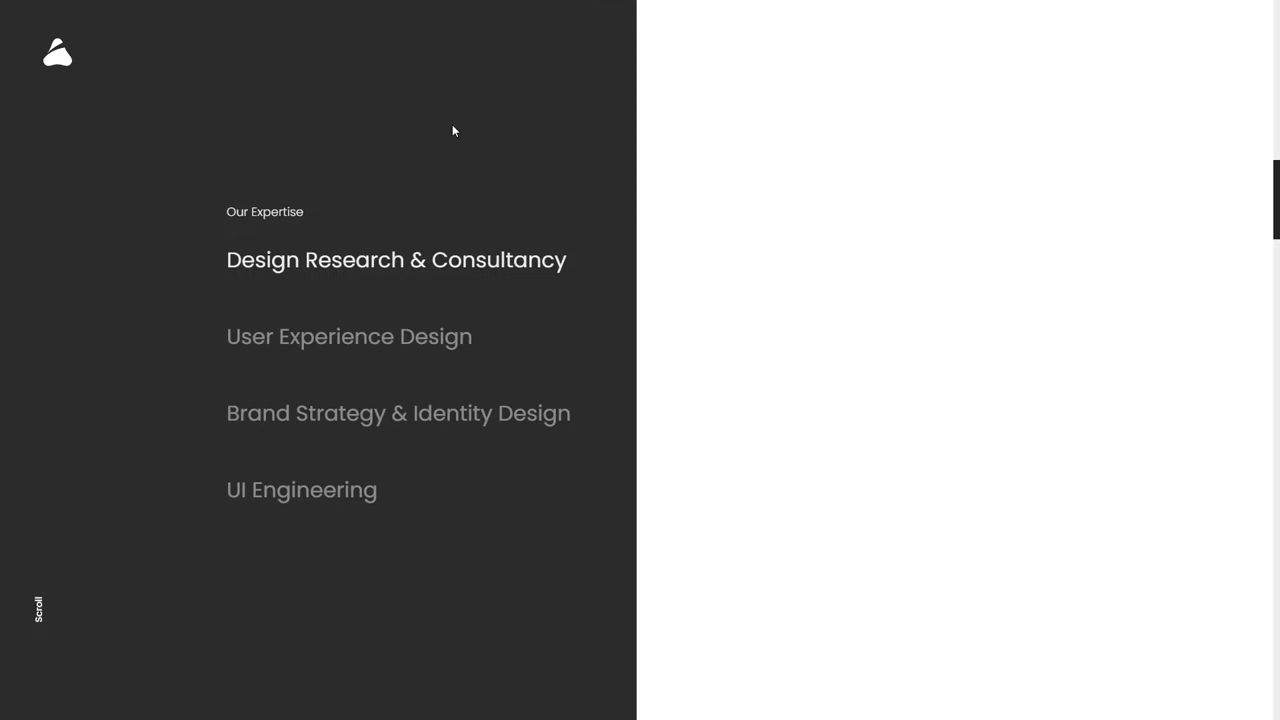 Our Expertise
Design Research & Consultancy
User Experience Design
Brand Strategy & Identity Design
UI Engineering
Scroll